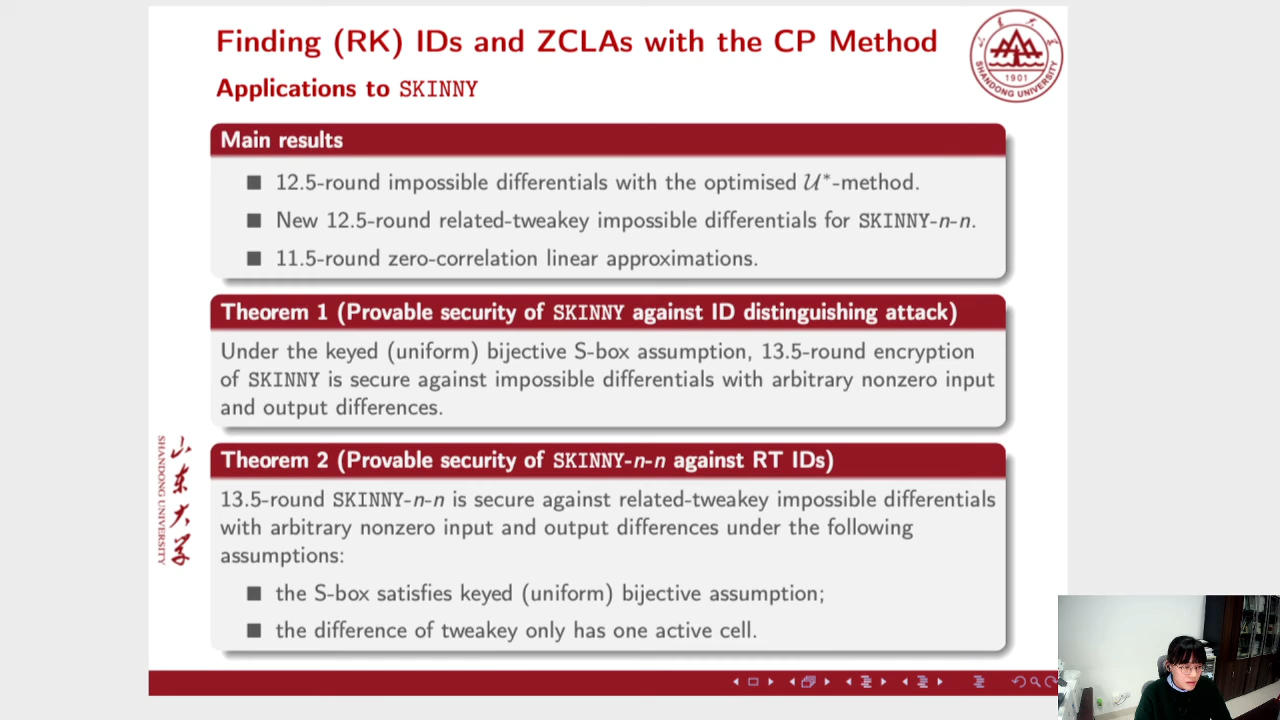 Finding (RK) IDs and ZCLAs with the CP Method
Applications to SKINNY
SHANDONG UNIVERSITY
1901
Main results
12.5-round impossible differentials with the optimised 𝒰*-method.
New 12.5-round related-tweakey impossible differentials for SKINNY-n-n.
11.5-round zero-correlation linear approximations.
Theorem 1 (Provable security of SKINNY against ID distinguishing attack)
Under the keyed (uniform) bijective S-box assumption, 13.5-round encryption
of SKINNY is secure against impossible differentials with arbitrary nonzero input
and output differences.
Theorem 2 (Provable security of SKINNY-n-n against RT IDs)
13.5-round SKINNY-n-n is secure against related-tweakey impossible differentials
with arbitrary nonzero input and output differences under the following
assumptions:
the S-box satisfies keyed (uniform) bijective assumption;
the difference of tweakey only has one active cell.
山东大学
SHANDONG UNIVERSITY